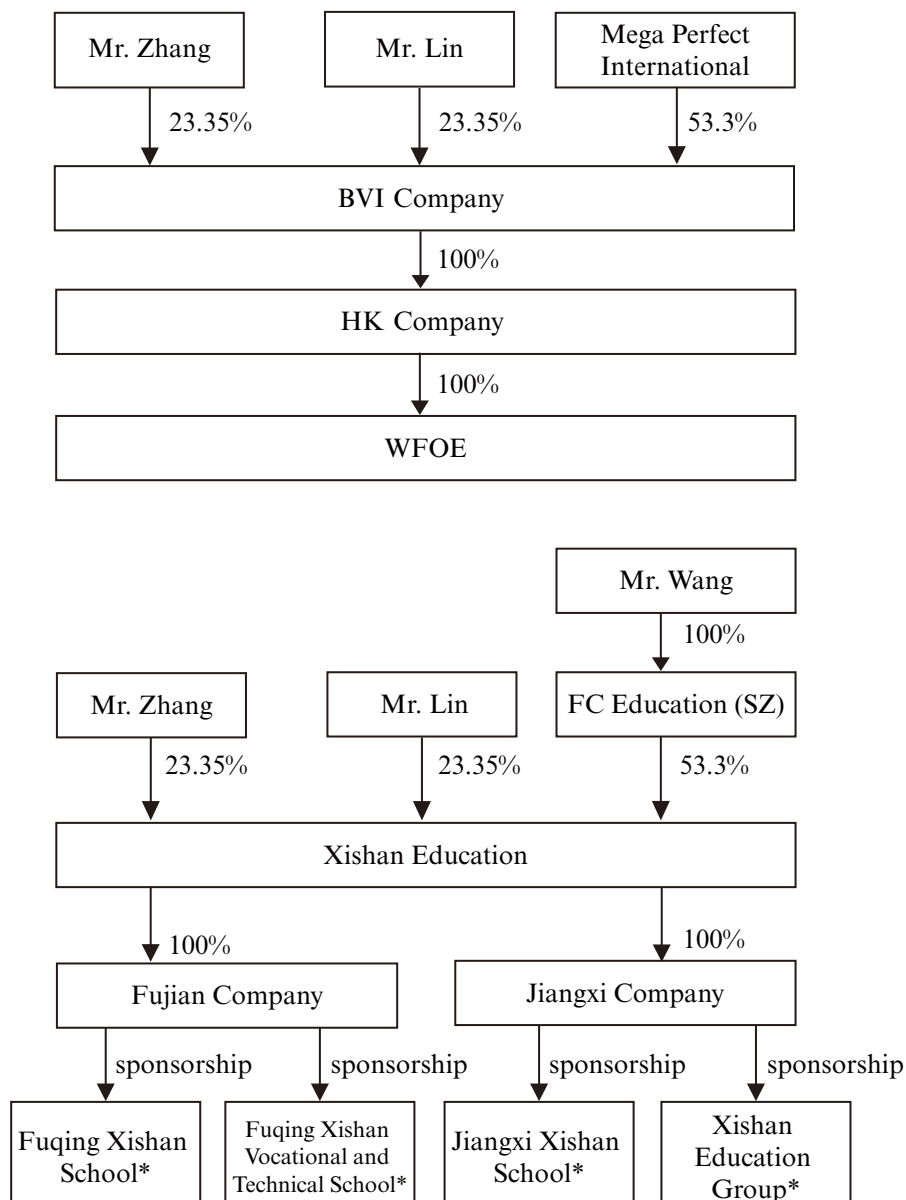 Mr. Zhang
Mr. Lin
Mega Perfect
International
23.35%
23.35%
53.3%
BVI Company
100%
HK Company
100%
WFOE
Mr. Wang
100%
Mr. Zhang
Mr. Lin
FC Education (SZ)
23.35%
23.35%
53.3%
Xishan Education
100%
100%
Fujian Company
Jiangxi Company
sponsorship
sponsorship
sponsorship
sponsorship
Fuqing Xishan
School*
Fuqing Xishan
Vocational and
Technical School*
Jiangxi Xishan
School*
Xishan
Education
Group*